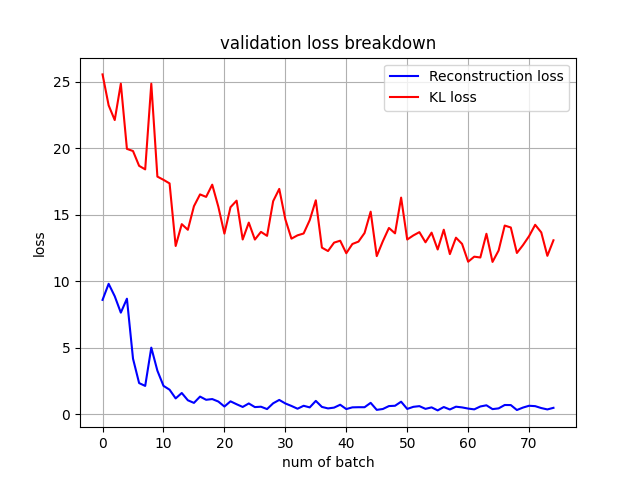 validation loss breakdown
Reconstruction loss
KL loss
loss
25
20
15
10
5
0
0 10 20 30 40 50 60 70
num of batch